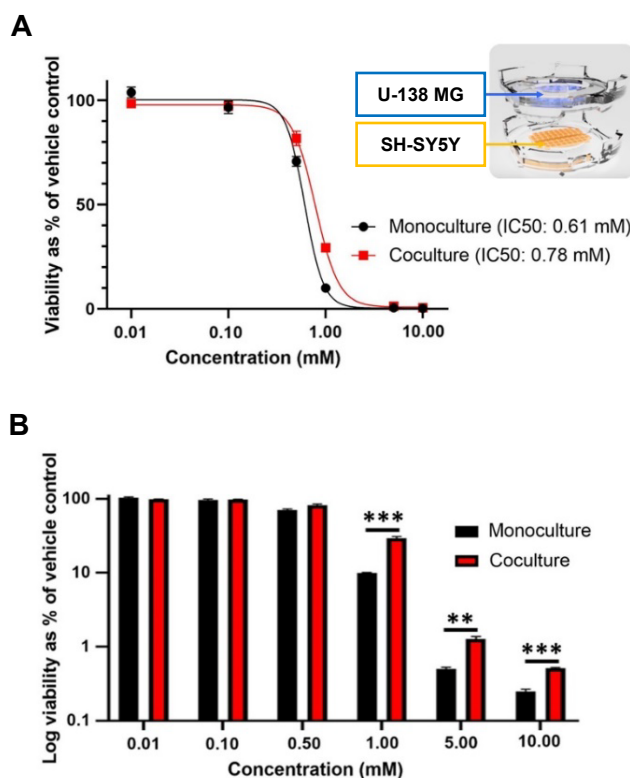 A
Viability as % of vehicle control
100
50
0
0.01 0.10 1.00 10.00
Concentration (mM)
U-138 MG
SH-SY5Y
Monoculture (IC50: 0.61 mM)
Coculture (IC50: 0.78 mM)
B
Log viability as % of vehicle control
100
10
1
0.1
***
**
***
Monoculture
Coculture
0.01 0.10 0.50 1.00 5.00 10.00
Concentration (mM)